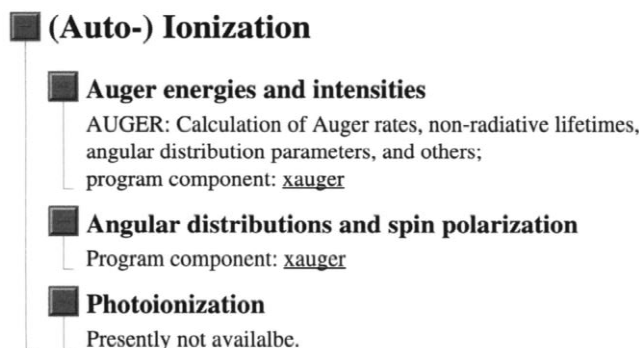 (Auto-) Ionization
Auger energies and intensities
AUGER: Calculation of Auger rates, non-radiative lifetimes,
angular distribution parameters, and others;
program component: xauger
Angular distributions and spin polarization
Program component: xauger
Photoionization
Presently not availalbe.